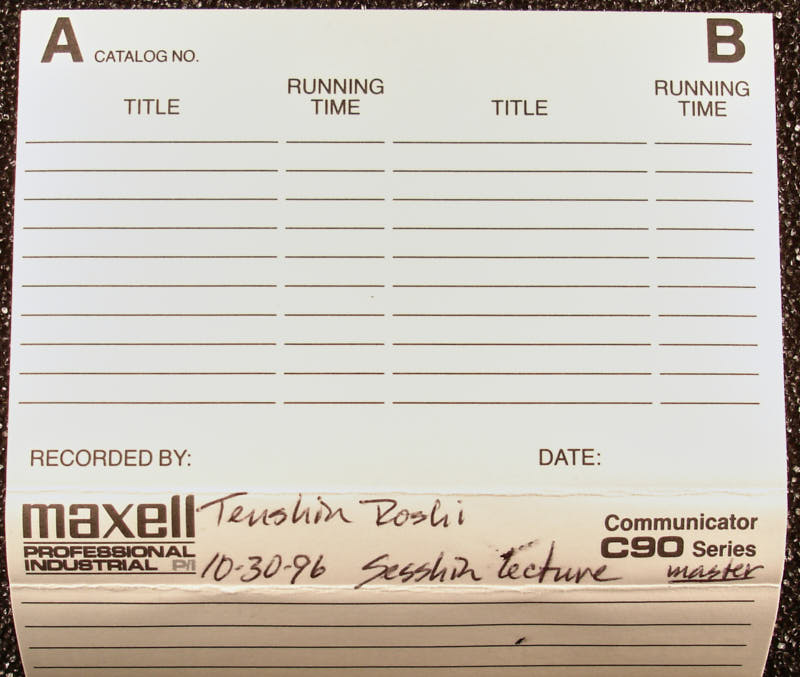 A CATALOG NO. B
TITLE RUNNING TIME TITLE RUNNING TIME
RECORDED BY: DATE:
maxell Tenshin Roshi Communicator
PROFESSIONAL INDUSTRIAL P/I 10-30-96 Sesshin Lecture C90 Series
master